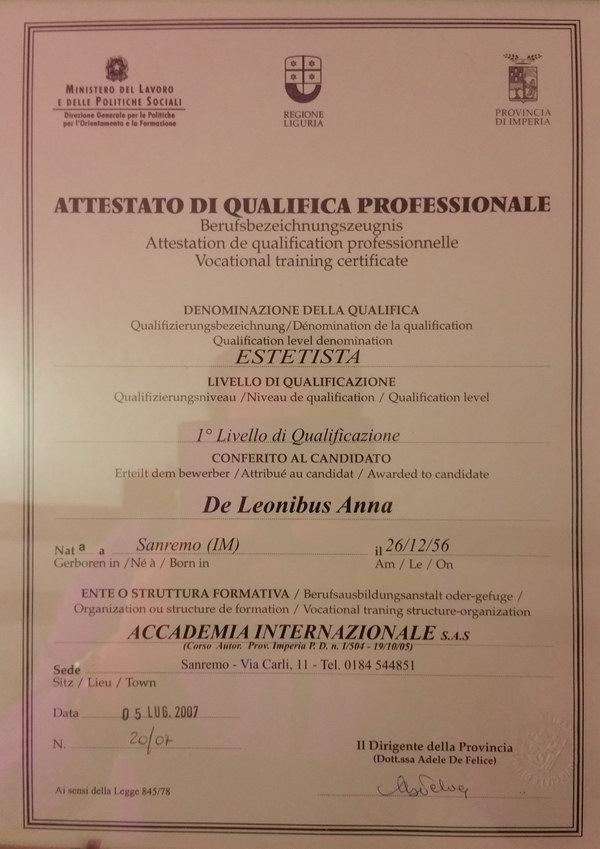 MINISTERO DEL LAVORO
E DELLE POLITICHE SOCIALI
Direzione Generale per le Politiche
per l'Orientamento e la Formazione
REGIONE
LIGURIA
PROVINCIA
DI IMPERIA
ATTESTATO DI QUALIFICA PROFESSIONALE
Berufsbezeichnungszeugnis
Attestation de qualification professionnelle
Vocational training certificate
DENOMINAZIONE DELLA QUALIFICA
Qualifizierungsbezeichnung/Dénomination de la qualification
Qualification level denomination
ESTETISTA
LIVELLO DI QUALIFICAZIONE
Qualifizierungsniveau /Niveau de qualification / Qualification level
1° Livello di Qualificazione
CONFERITO AL CANDIDATO
Erteilt dem bewerber / Attribué au candidat / Awarded to candidate
De Leonibus Anna
Nat a a Sanremo (IM) il 26/12/56
Gerboren in /Né à / Born in Am / Le / On
ENTE O STRUTTURA FORMATIVA / Berufsausbildungsanstalt oder-gefuge /
Organization ou structure de formation / Vocational traning structure-organization
ACCADEMIA INTERNAZIONALE S.A.S
(Corso Autor. Prov. Imperia P. D. n. I/504 - 19/10/05)
Sede Sanremo - Via Carli, 11 - Tel. 0184 544851
Sitz / Lieu / Town
Data 05 LUG. 2007
N. 20/07
Il Dirigente della Provincia
(Dott.ssa Adele De Felice)
Ai sensi della Legge 845/78